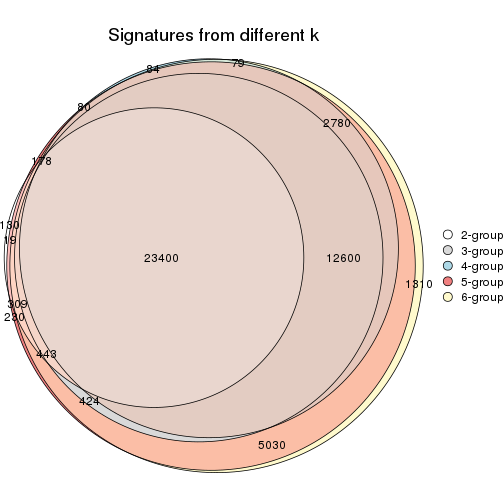 Signatures from different k
84
79
80
2780
178
130
19
23400
12600
1310
309
230
443
424
5030
2-group
3-group
4-group
5-group
6-group